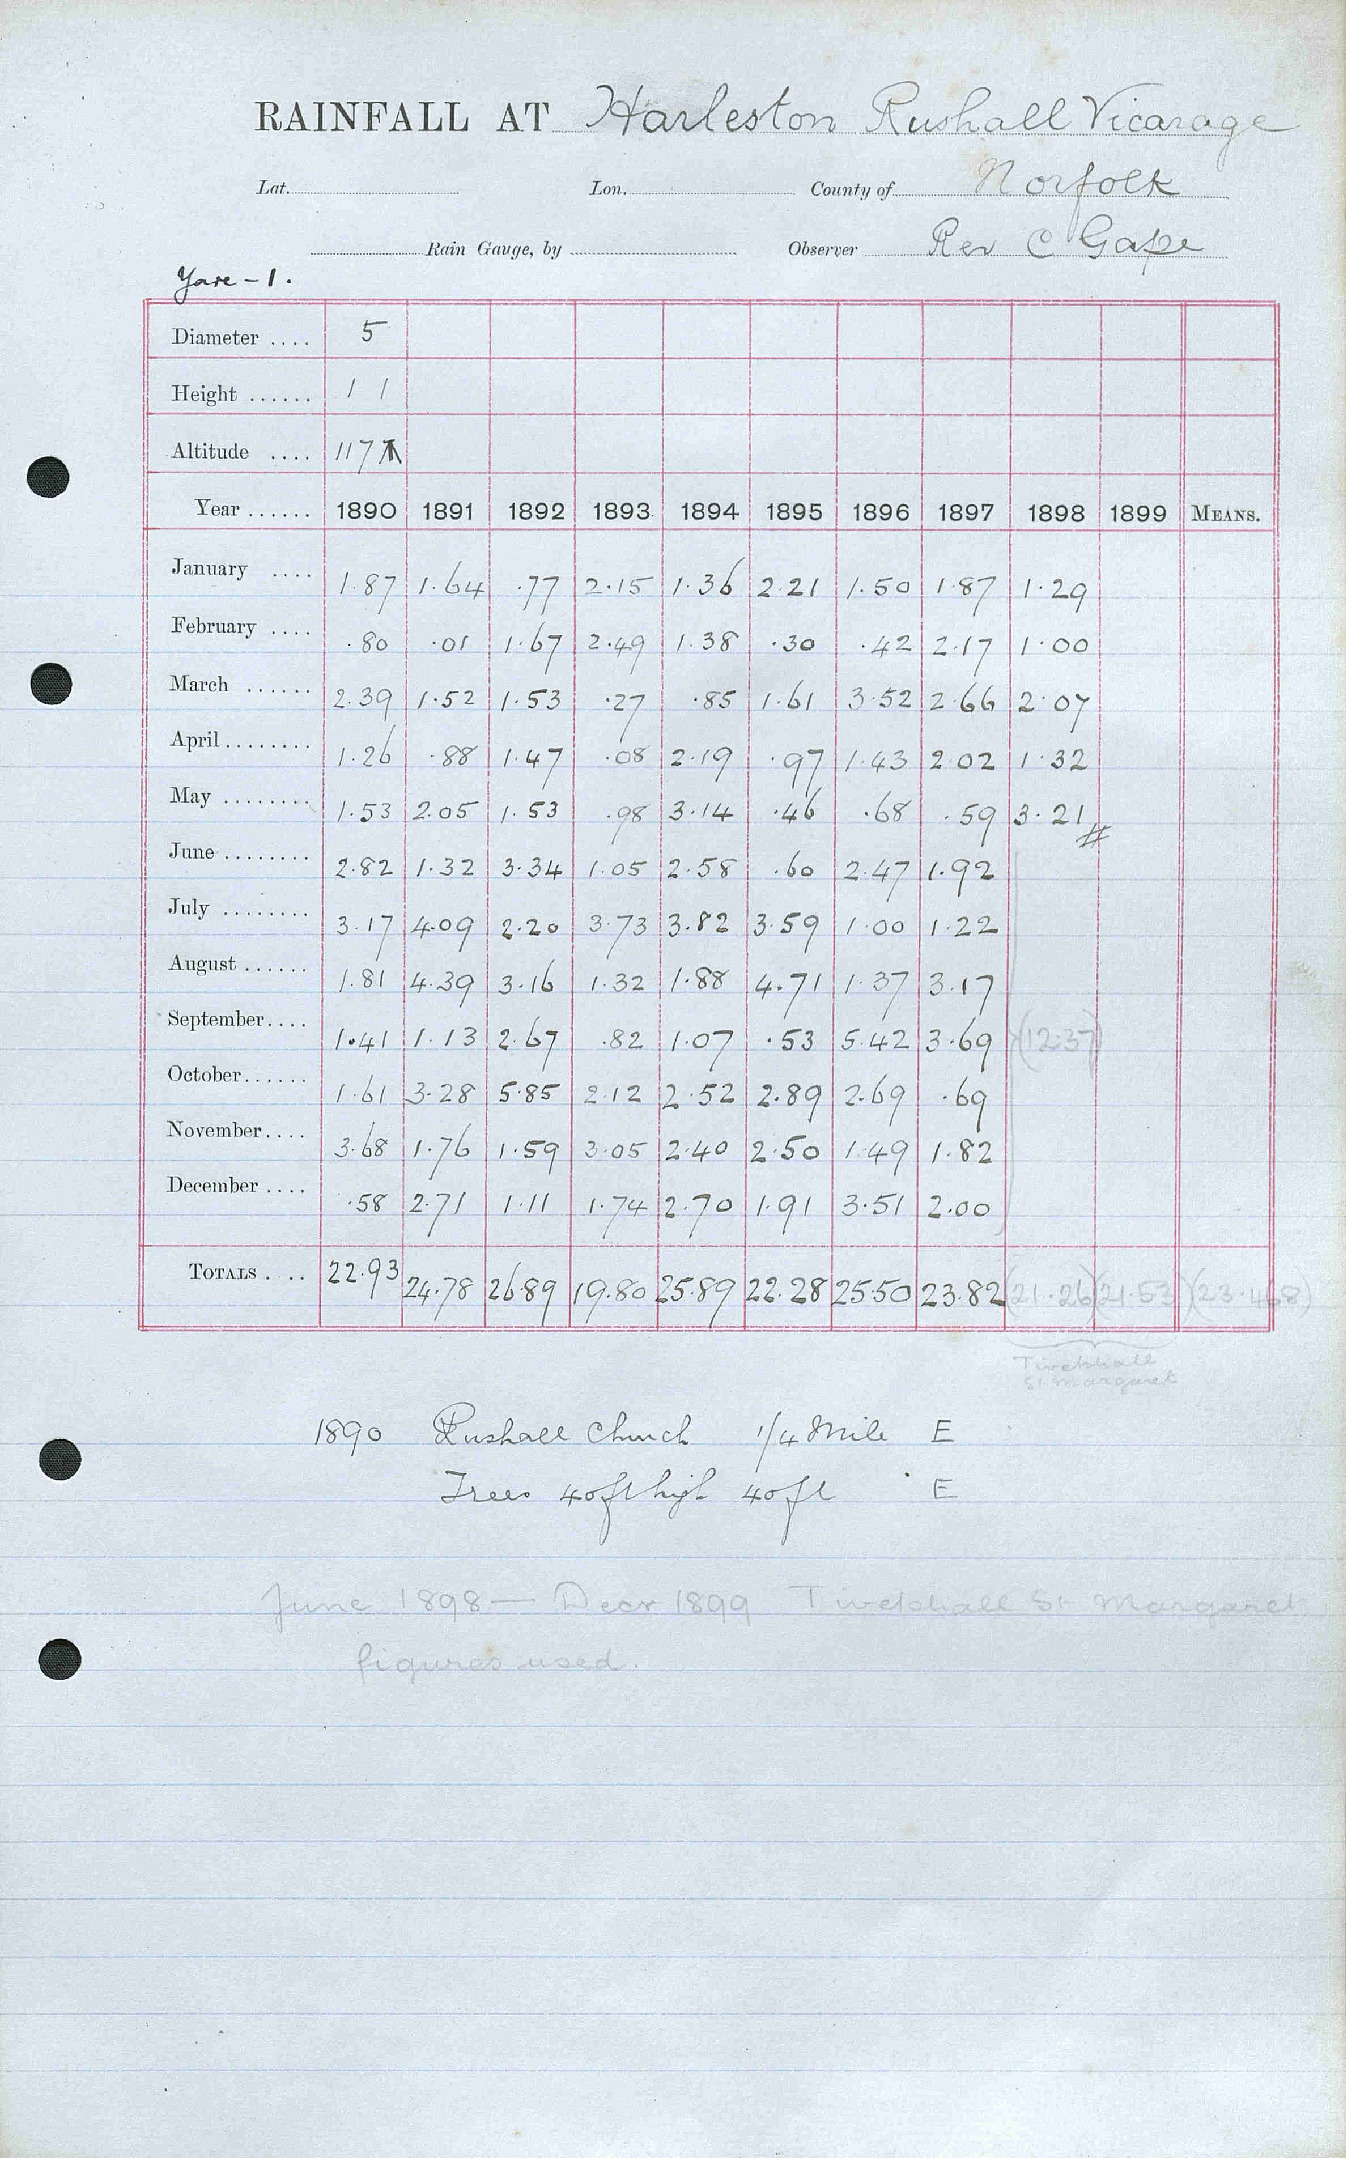 RAINFALL AT Harleston Rushall Vicarage
Lat. Lon. County of Norfolk
Rain Gauge, by Observer Rev C Gape
Yare - 1.
Diameter .... 5
Height ...... 1 1
Altitude .... 117
Year ...... 1890 1891 1892 1893 1894 1895 1896 1897 1898 1899 MEANS.
January .... 1.87 1.64 .77 2.15 1.36 2.21 1.50 1.87 1.29
February .... .80 .01 1.67 2.49 1.38 .30 .42 2.17 1.00
March ...... 2.39 1.52 1.53 .27 .85 1.61 3.52 2.66 2.07
April ........ 1.26 .88 1.47 .08 2.19 .97 1.43 2.02 1.32
May ........ 1.53 2.05 1.53 .98 3.14 .46 .68 .59 3.21 #
June ........ 2.82 1.32 3.34 1.05 2.58 .60 2.47 1.92
July ........ 3.17 4.09 2.20 3.73 3.82 3.59 1.00 1.22
August ...... 1.81 4.39 3.16 1.32 1.88 4.71 1.37 3.17
September .... 1.41 1.13 2.67 .82 1.07 .53 5.42 3.69 (12.37)
October ...... 1.61 3.28 5.85 2.12 2.52 2.89 2.69 .69
November .... 3.68 1.76 1.59 3.05 2.40 2.50 1.49 1.82
December .... .58 2.71 1.11 1.74 2.70 1.91 3.51 2.00
TOTALS .... 22.93 24.78 26.89 19.80 25.89 22.28 25.50 23.82 (21.26) (21.53) (23.468)
Tivetshall
St. Margaret
1890 Rushall Church 1/4 Mile E
Trees 40ft high 40ft E
June 1898 — Decr 1899 Tivetshall St Margaret
figures used.